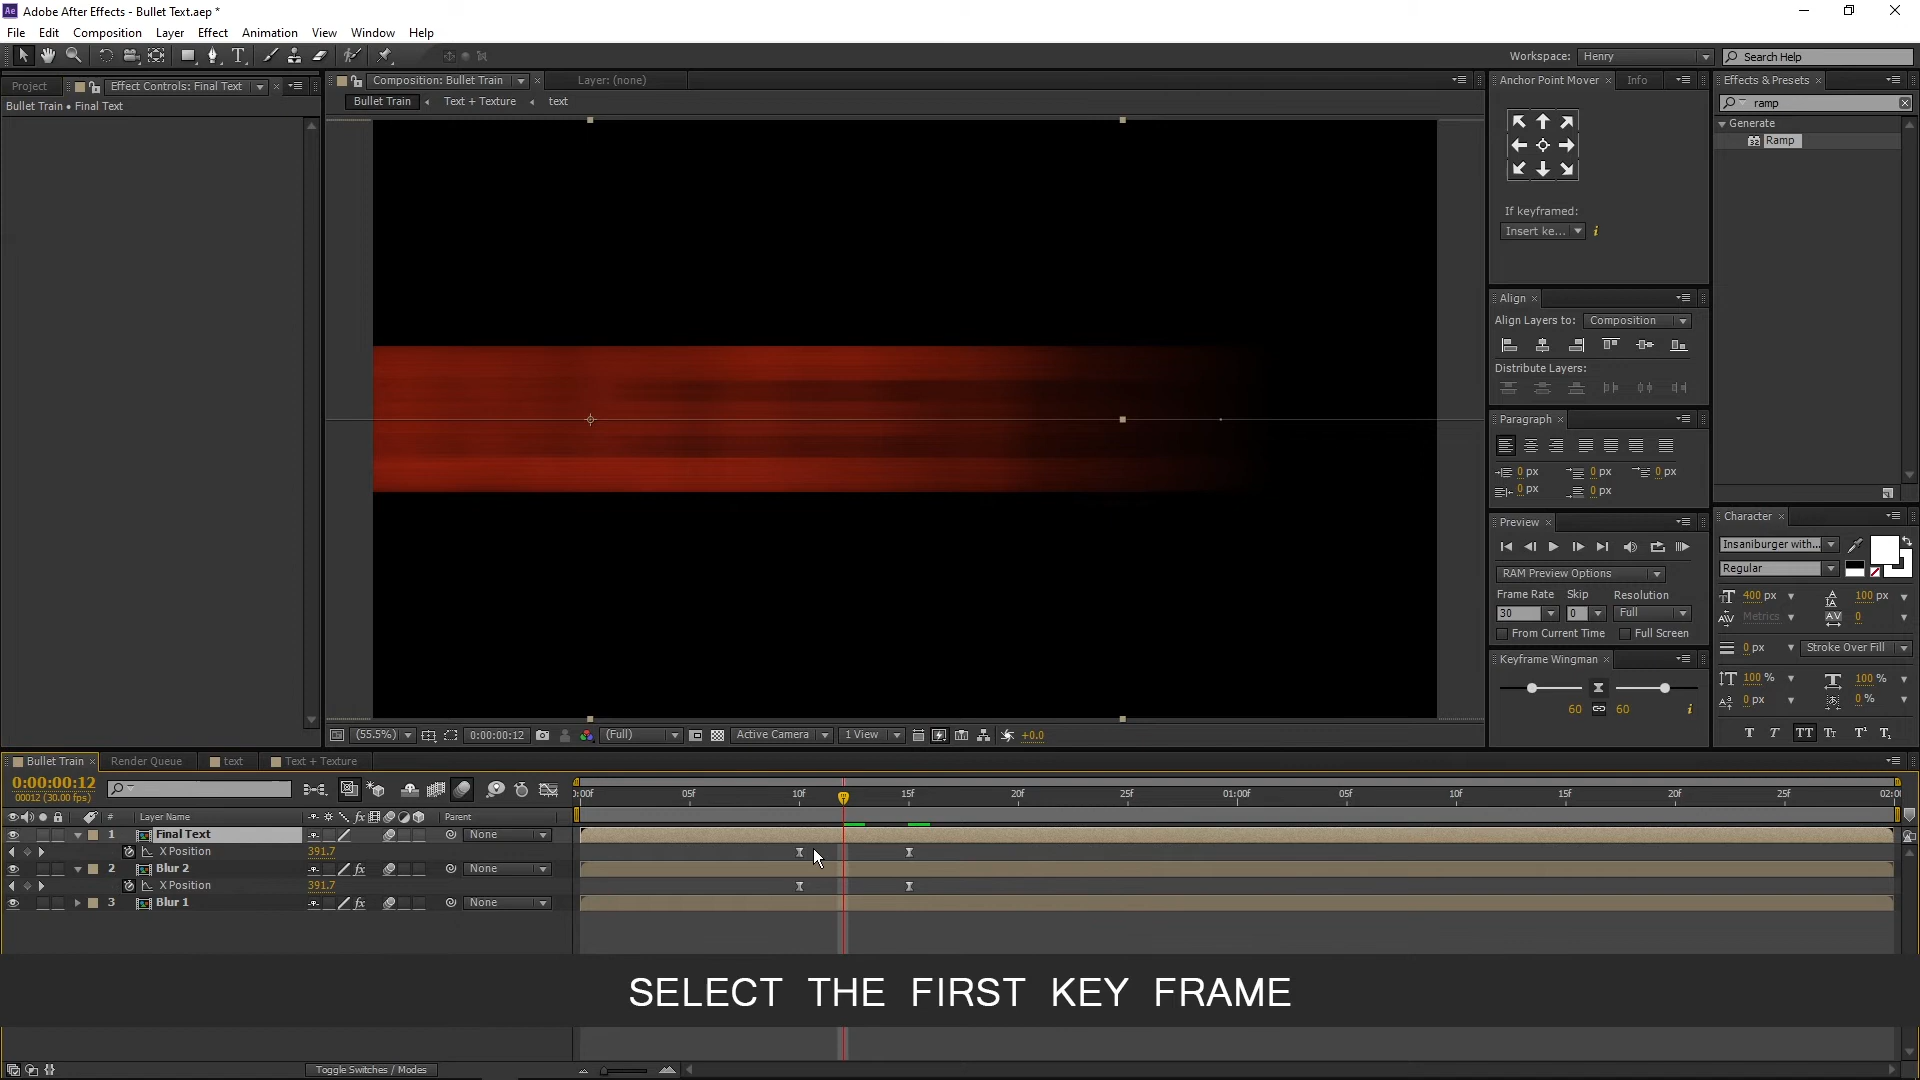 Adobe After Effects - Bullet Text.aep *
File Edit Composition Layer Effect Animation View Window Help
Workspace: Henry Search Help
Project Effect Controls: Final Text
Bullet Train • Final Text
Composition: Bullet Train Layer: (none)
Bullet Train Text + Texture text
Anchor Point Mover Info
If keyframed:
Insert ke...
Effects & Presets
ramp
Generate
Ramp
Align
Align Layers to: Composition
Distribute Layers:
Paragraph
0 px 0 px 0 px
0 px 0 px
Preview
RAM Preview Options
Frame Rate Skip Resolution
30 0 Full
From Current Time Full Screen
Keyframe Wingman
60 60
Character
Insaniburger with...
Regular
400 px 100 px
Metrics 0
0 px Stroke Over Fill
100 % 100 %
0 px 0 %
(55.5%) 0:00:00:12 (Full) Active Camera 1 View +0.0
Bullet Train Render Queue text Text + Texture
0:00:00:12
00012 (30.00 fps)
:00f 05f 10f 15f 20f 25f 01:00f 05f 10f 15f 20f 25f 02:00
# Layer Name Parent
1 Final Text None
X Position 391.7
2 Blur 2 fx None
X Position 391.7
3 Blur 1 fx None
SELECT THE FIRST KEY FRAME
Toggle Switches / Modes